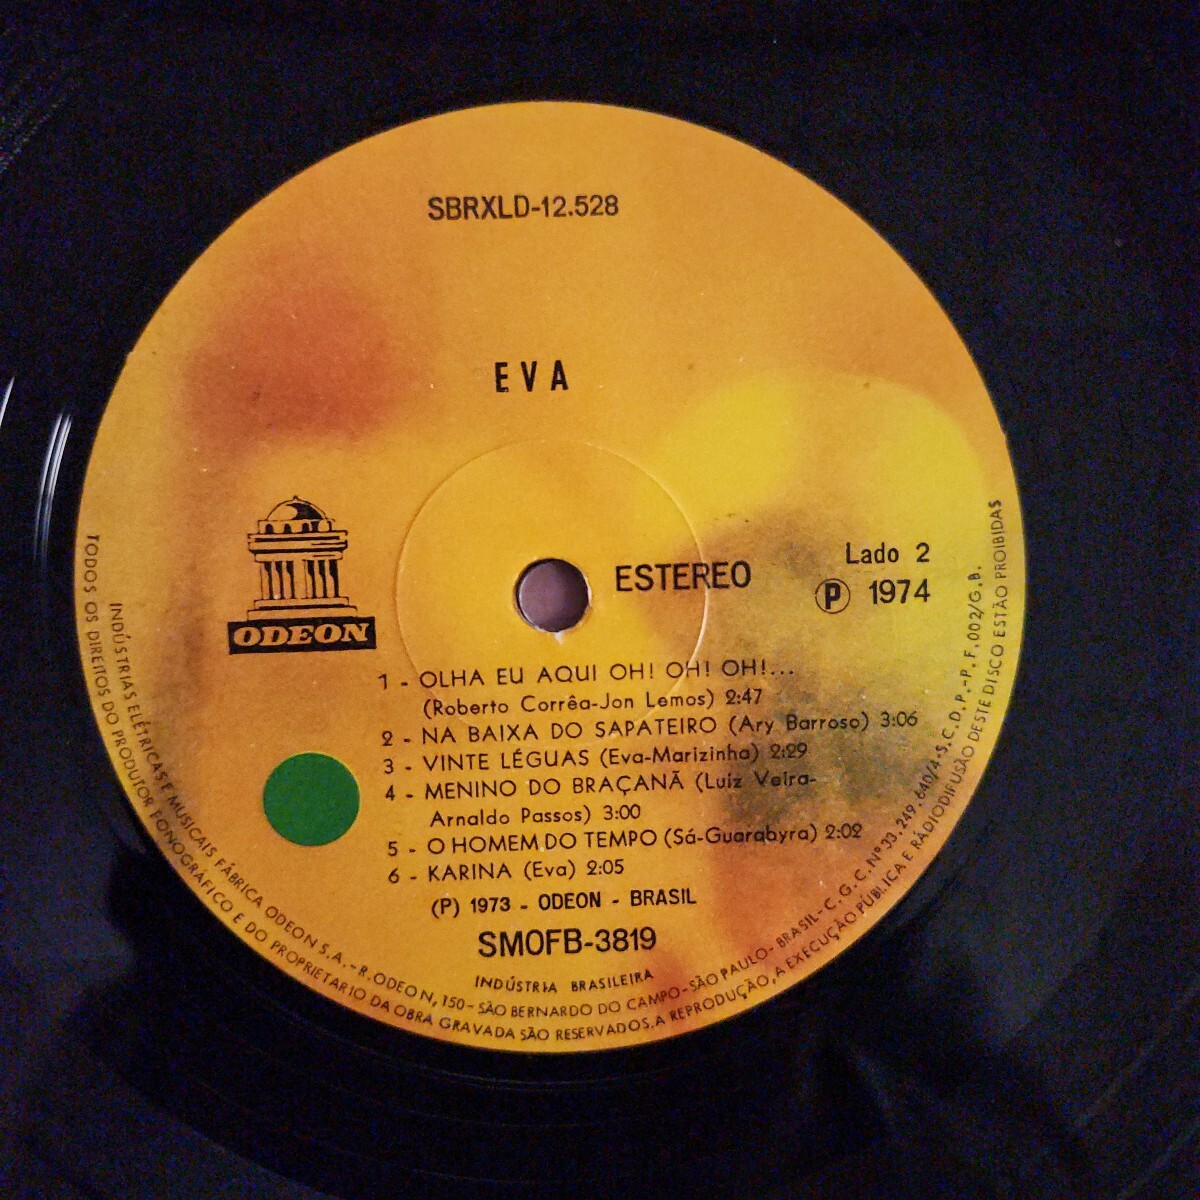 SBRXLD-12.528
EVA
ODEON
ESTEREO
Lado 2
Ⓟ 1974
1 - OLHA EU AQUI OH! OH! OH!...
(Roberto Corrêa-Jon Lemos) 2:47
2 - NA BAIXA DO SAPATEIRO (Ary Barroso) 3:06
3 - VINTE LÉGUAS (Eva-Marizinha) 2:29
4 - MENINO DO BRAÇANÃ (Luiz Veira-
Arnaldo Passos) 3:00
5 - O HOMEM DO TEMPO (Sá-Guarabyra) 2:02
6 - KARINA (Eva) 2:05
(P) 1973 - ODEON - BRASIL
SMOFB-3819
INDÚSTRIA BRASILEIRA
INDÚSTRIAS ELÉTRICAS E MUSICAIS FÁBRICA ODEON S.A.-R. ODEON, 150-SÃO BERNARDO DO CAMPO-SÃO PAULO-BRASIL-C.G.C. Nº 33.249.640/4-S.C.D.P.-P.F.002/G.B.
TODOS OS DIREITOS DO PRODUTOR FONOGRÁFICO E DO PROPRIETÁRIO DA OBRA GRAVADA SÃO RESERVADOS. A REPRODUÇÃO, A EXECUÇÃO PÚBLICA E RÁDIODIFUSÃO DESTE DISCO ESTÃO PROIBIDAS